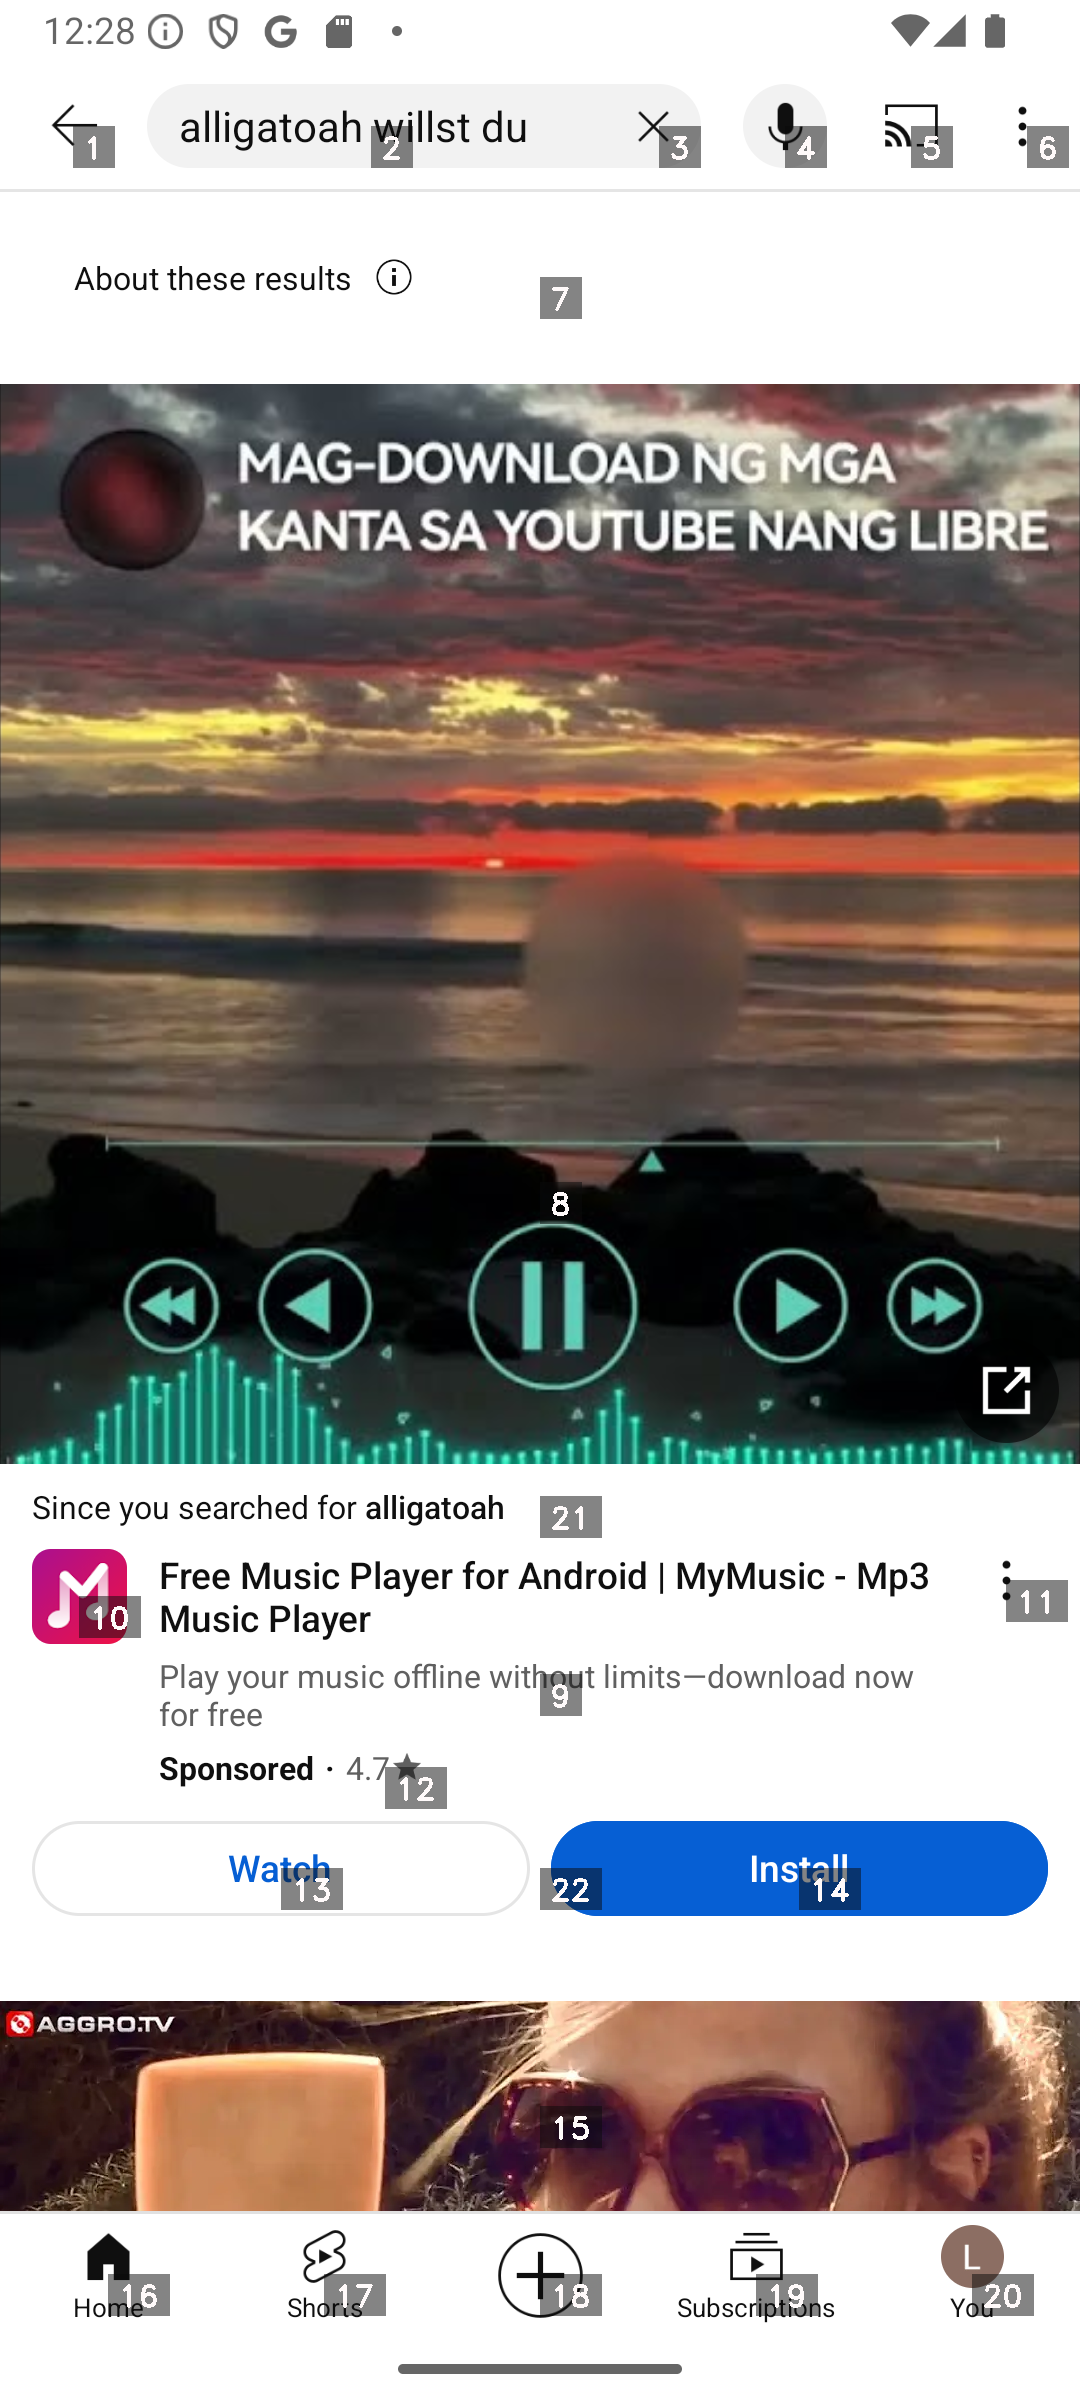 12:28
alligatoah willst du
1
2
3
4
5
6
About these results
7
MAG-DOWNLOAD NG MGA
KANTA SA YOUTUBE NANG LIBRE
8
Since you searched for alligatoah
21
Free Music Player for Android | MyMusic - Mp3
Music Player
10
11
Play your music offline without limits—download now
for free
9
Sponsored · 4.7★
12
Watch
13
22
Install
14
AGGRO.TV
15
Home
16
Shorts
17
18
Subscriptions
19
L
You
20